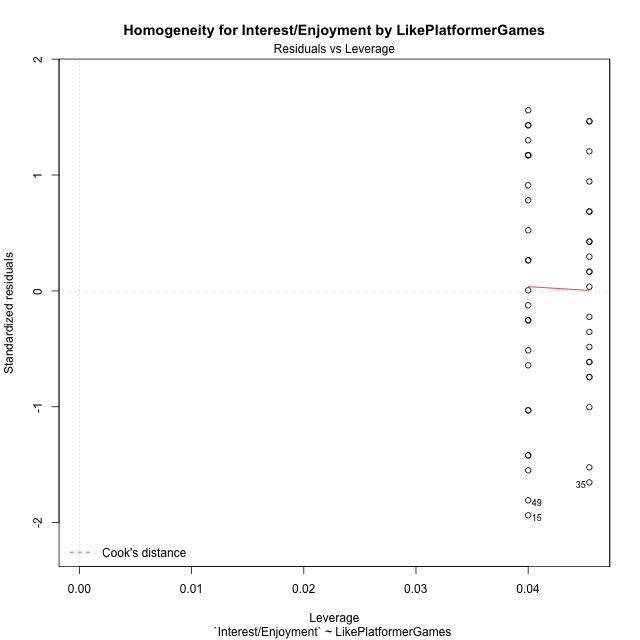 Homogeneity for Interest/Enjoyment by LikePlatformerGames
Residuals vs Leverage
2
1
0
-1
-2
Standardized residuals
49
15
35
Cook's distance
0.00 0.01 0.02 0.03 0.04
Leverage
`Interest/Enjoyment` ~ LikePlatformerGames